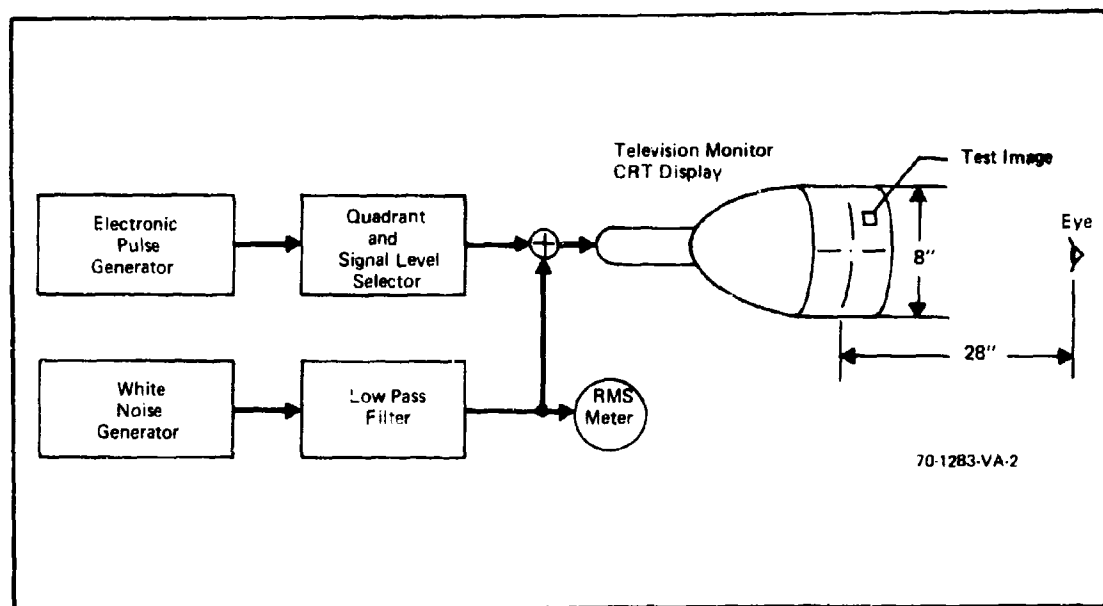 Television Monitor
CRT Display
Test Image
Electronic
Pulse
Generator
Quadrant
and
Signal Level
Selector
+
8"
Eye
28"
White
Noise
Generator
Low Pass
Filter
RMS
Meter
70-1283-VA-2